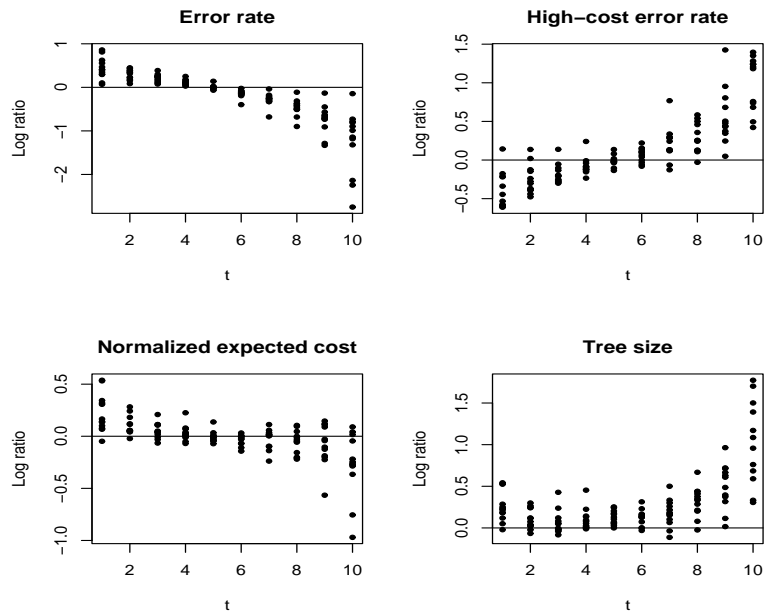 Error rate
Log ratio
1
0
−1
−2
2 4 6 8 10
t
High−cost error rate
Log ratio
1.5
1.0
0.5
0.0
−0.5
2 4 6 8 10
t
Normalized expected cost
Log ratio
0.5
0.0
−0.5
−1.0
2 4 6 8 10
t
Tree size
Log ratio
1.5
1.0
0.5
0.0
2 4 6 8 10
t